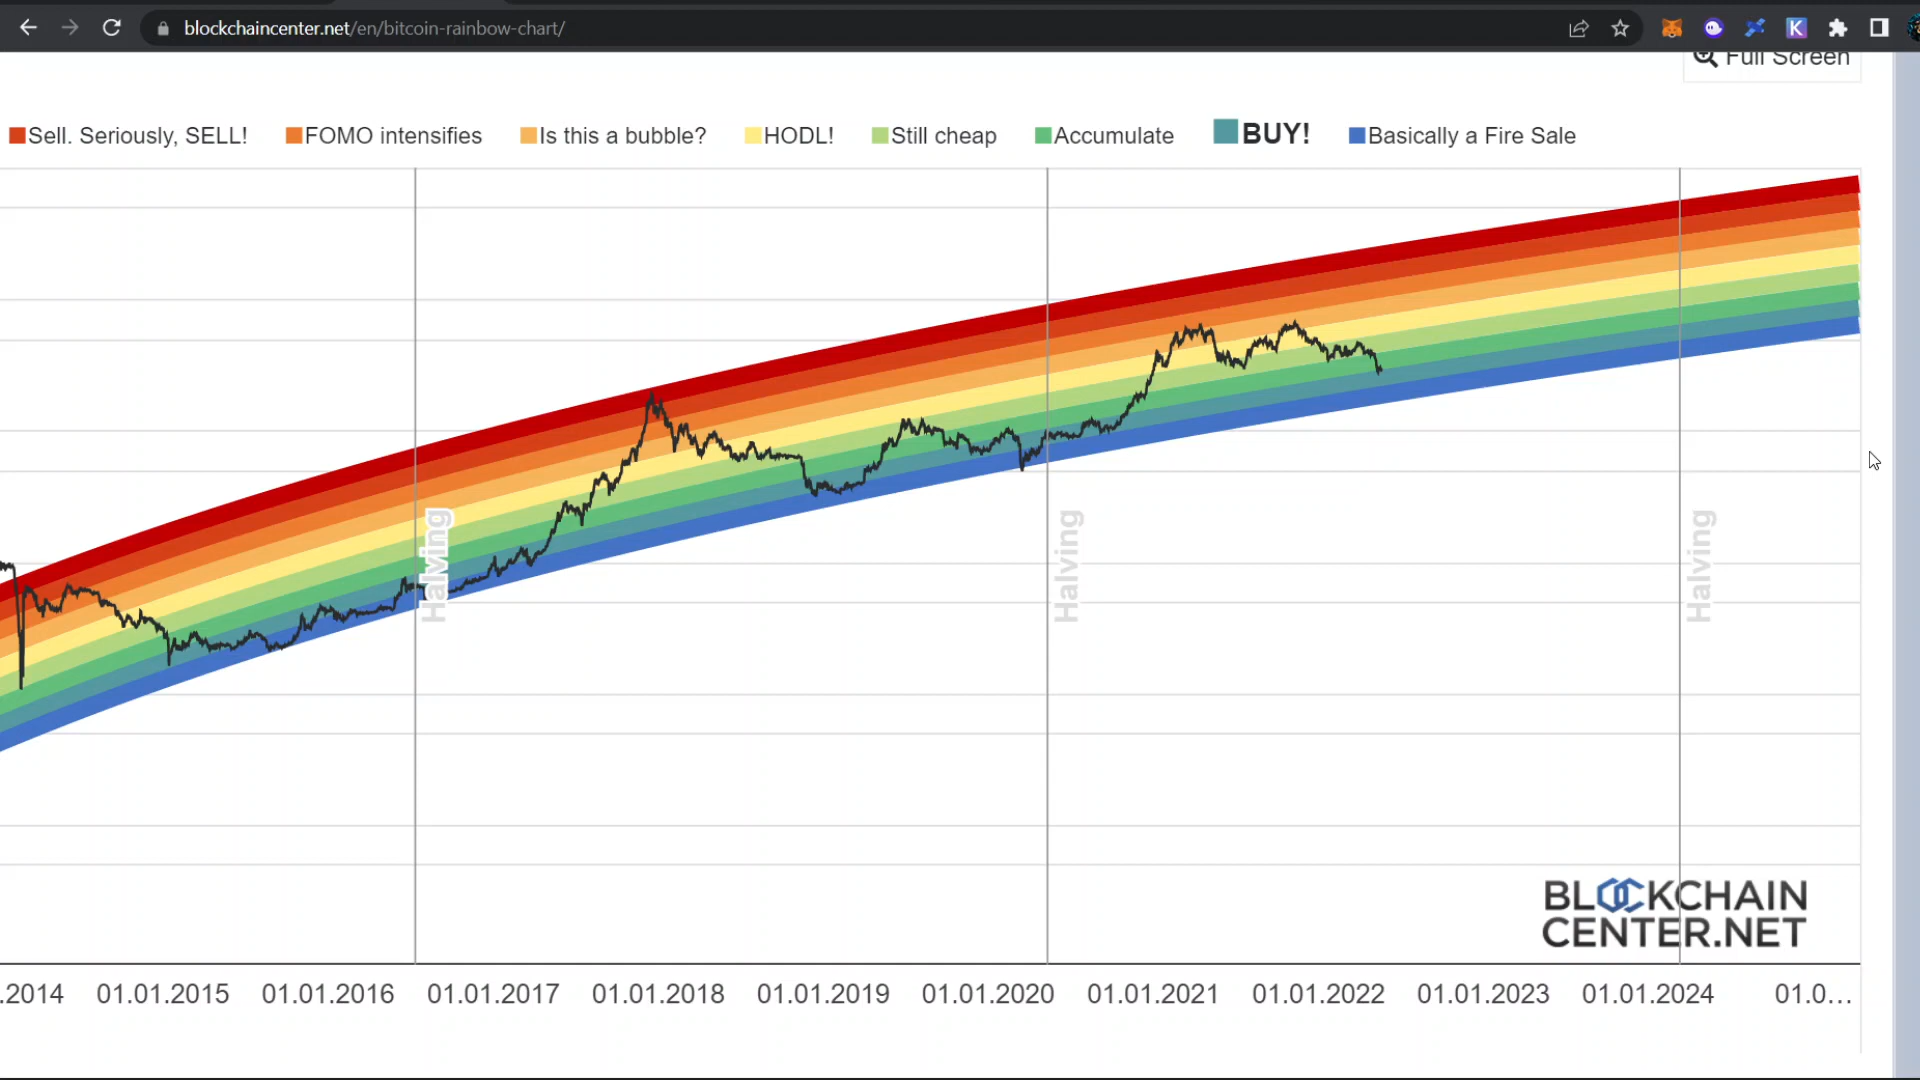 blockchaincenter.net/en/bitcoin-rainbow-chart/
K
Full Screen
Sell. Seriously, SELL! FOMO intensifies Is this a bubble? HODL! Still cheap Accumulate BUY! Basically a Fire Sale
Halving
Halving
Halving
BLOCKCHAIN
CENTER.NET
.2014 01.01.2015 01.01.2016 01.01.2017 01.01.2018 01.01.2019 01.01.2020 01.01.2021 01.01.2022 01.01.2023 01.01.2024 01.0...